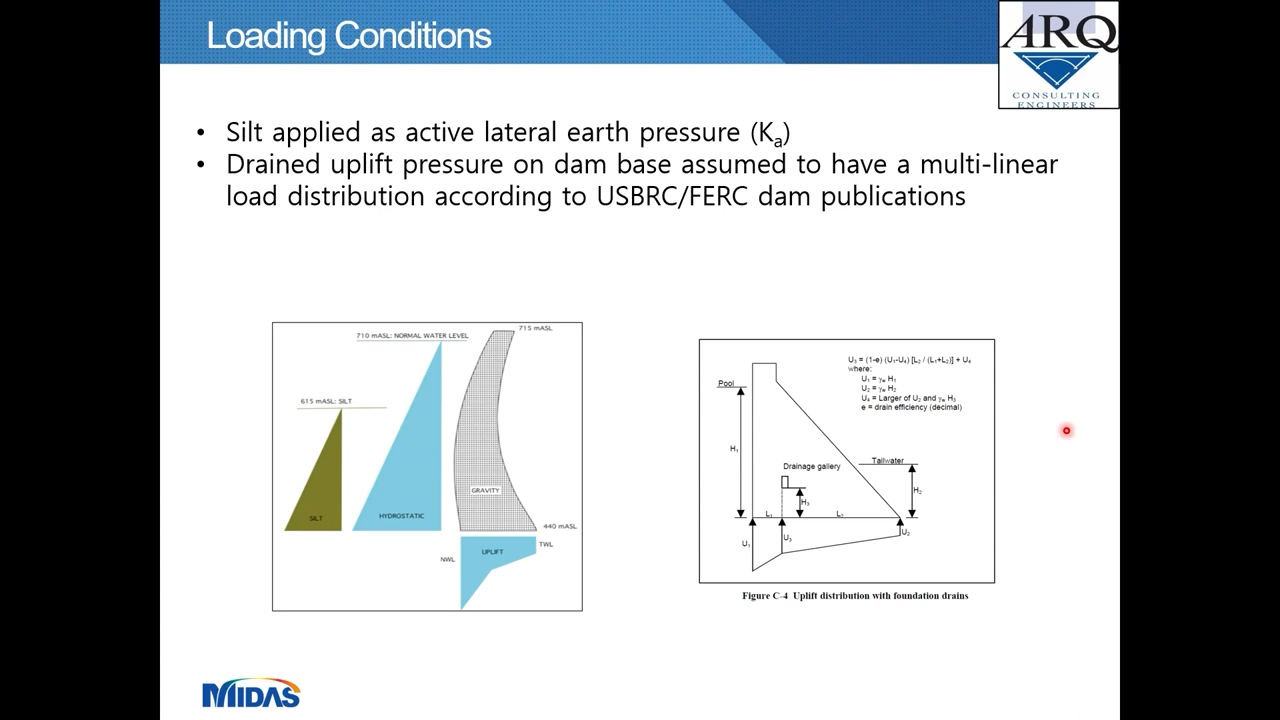 Loading Conditions
ARQ
CONSULTING
ENGINEERS
• Silt applied as active lateral earth pressure (Kₐ)
• Drained uplift pressure on dam base assumed to have a multi-linear
load distribution according to USBRC/FERC dam publications
715 mASL
710 mASL: NORMAL WATER LEVEL
615 mASL: SILT
GRAVITY
SILT
HYDROSTATIC
440 mASL
NWL
UPLIFT
TWL
U₃ = (1-e) (U₁-U₄) [L₂ / (L₁+L₂)] + U₄
where:
U₁ = γw H₁
U₂ = γw H₂
U₄ = Larger of U₂ and γw H₃
e = drain efficiency (decimal)
Pool
H₁
Drainage gallery
Tailwater
H₃
H₂
L₁
L₂
U₁
U₃
U₂
Figure C-4 Uplift distribution with foundation drains
MIDAS